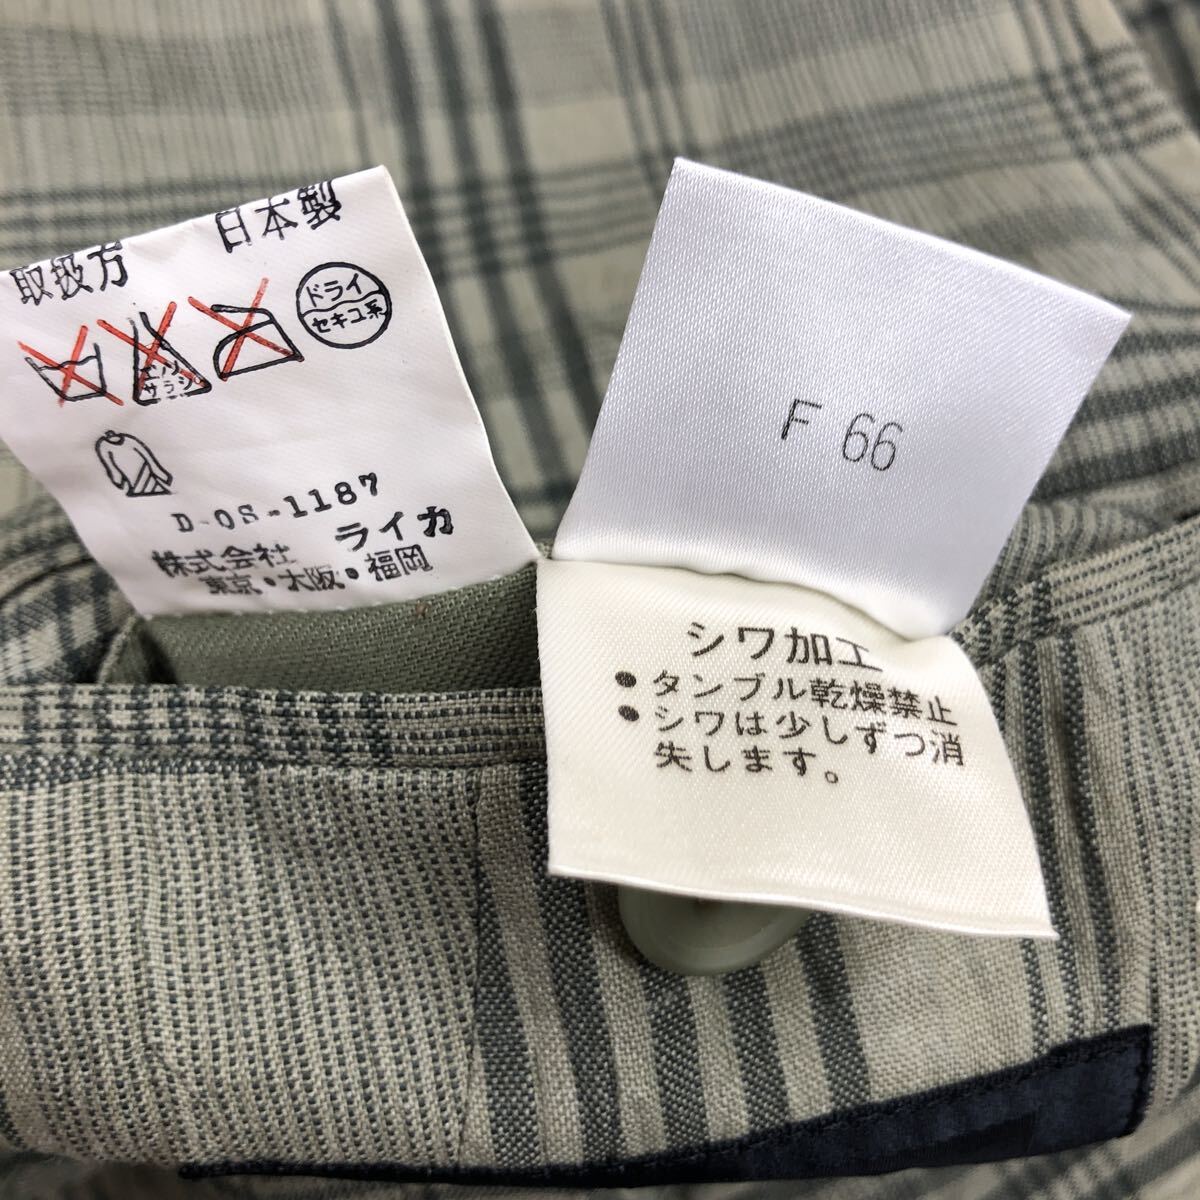 日本製
取扱方
ドライ
セキユ系
エンソ
サラシ
D-OS-1187
株式会社 ライカ
東京・大阪・福岡
F 66
シワ加工
● タンブル乾燥禁止
● シワは少しずつ消
失します。